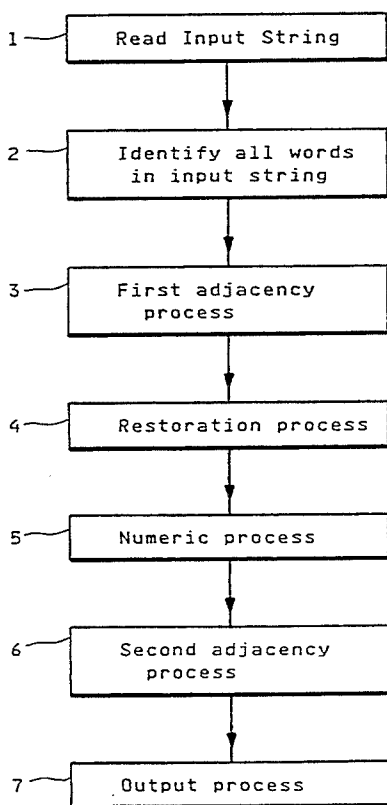 1 Read Input String
2 Identify all words
in input string
3 First adjacency
process
4 Restoration process
5 Numeric process
6 Second adjacency
process
7 Output process